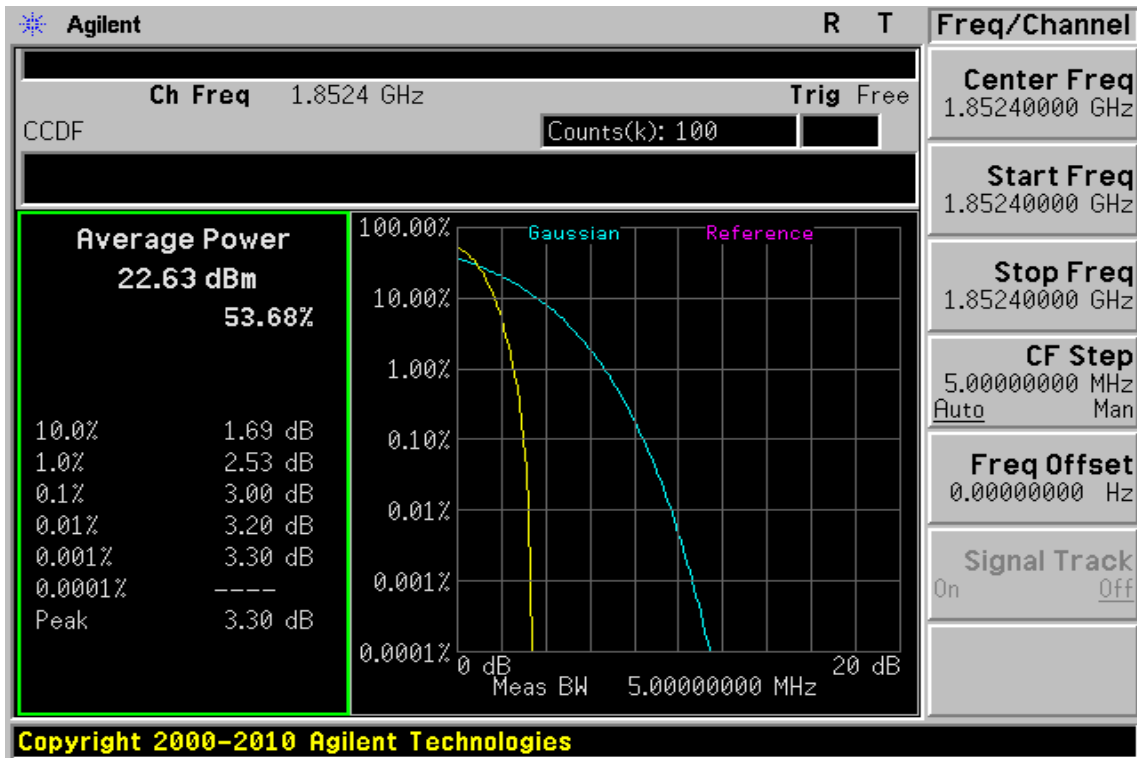 Agilent R T
Ch Freq 1.8524 GHz Trig Free
CCDF Counts(k): 100
Average Power
22.63 dBm
53.68%
10.0% 1.69 dB
1.0% 2.53 dB
0.1% 3.00 dB
0.01% 3.20 dB
0.001% 3.30 dB
0.0001% ----
Peak 3.30 dB
Gaussian Reference
100.00%
10.00%
1.00%
0.10%
0.01%
0.001%
0.0001%
0 dB 20 dB
Meas BW 5.00000000 MHz
Freq/Channel
Center Freq
1.85240000 GHz
Start Freq
1.85240000 GHz
Stop Freq
1.85240000 GHz
CF Step
5.00000000 MHz
Auto Man
Freq Offset
0.00000000 Hz
Signal Track
On Off
Copyright 2000-2010 Agilent Technologies